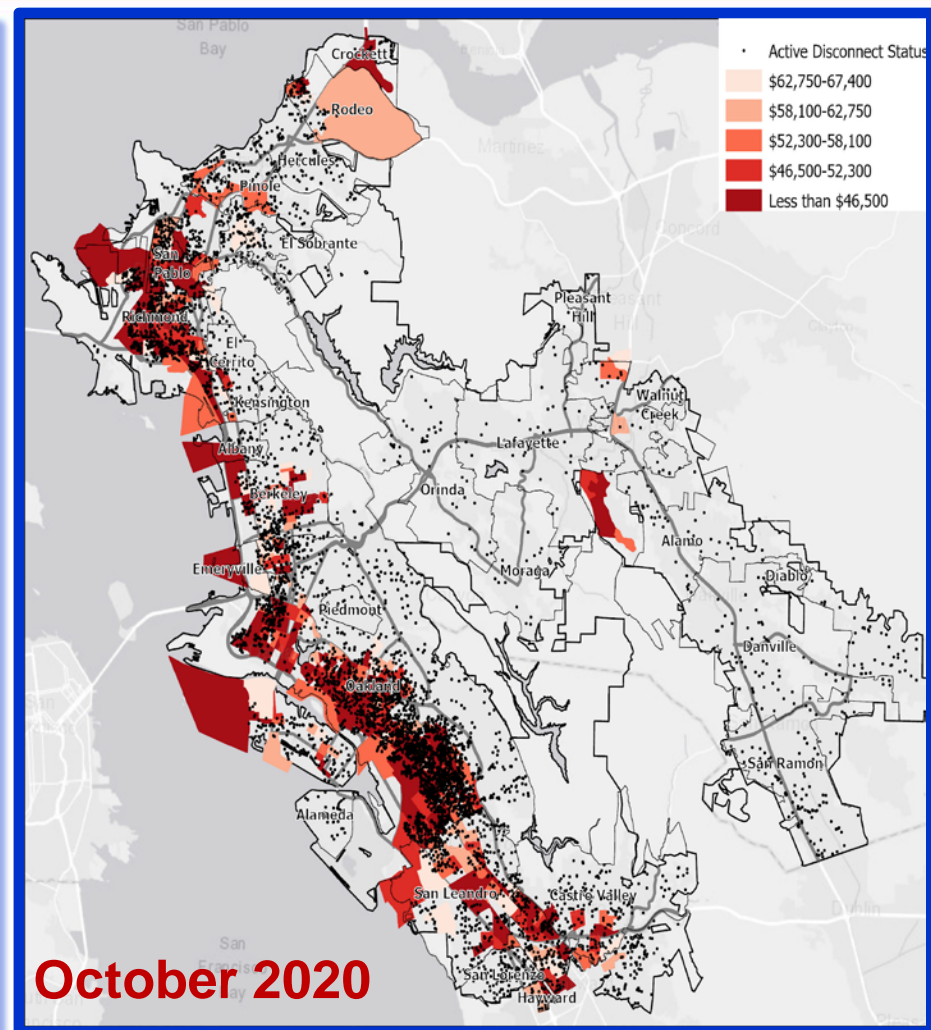 San Pablo
Bay
Crockett
Active Disconnect Status
$62,750-67,400
$58,100-62,750
$52,300-58,100
$46,500-52,300
Less than $46,500
Rodeo
Martinez
Hercules
Pinole
El Sobrante
Concord
San
Pablo
Pleasant
Hill
Richmond
El
Cerrito
Kensington
Walnut
Creek
Albany
Lafayette
Berkeley
Orinda
Alamo
Emeryville
Moraga
Diablo
Piedmont
Danville
Oakland
San Ramon
Alameda
San Leandro
Castro Valley
Dublin
San
Francisco
Bay
San Lorenzo
Hayward
October 2020